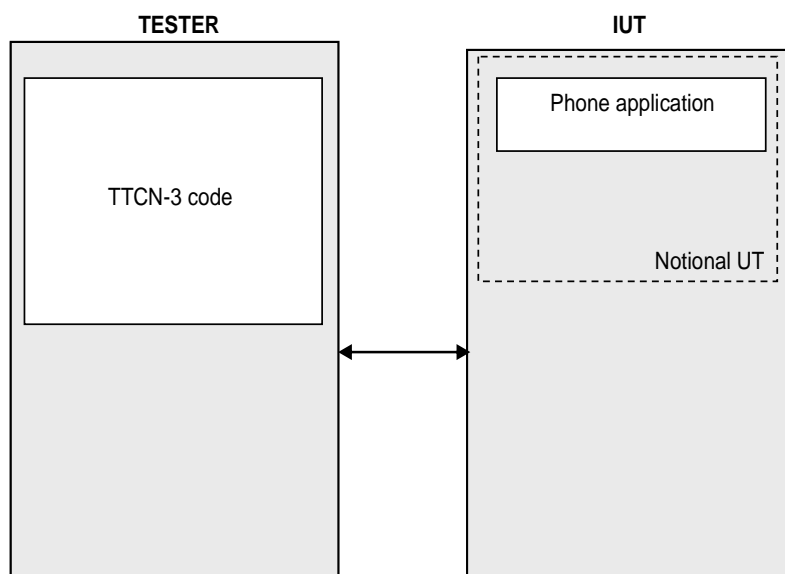 TESTER
IUT
Phone application
TTCN-3 code
Notional UT